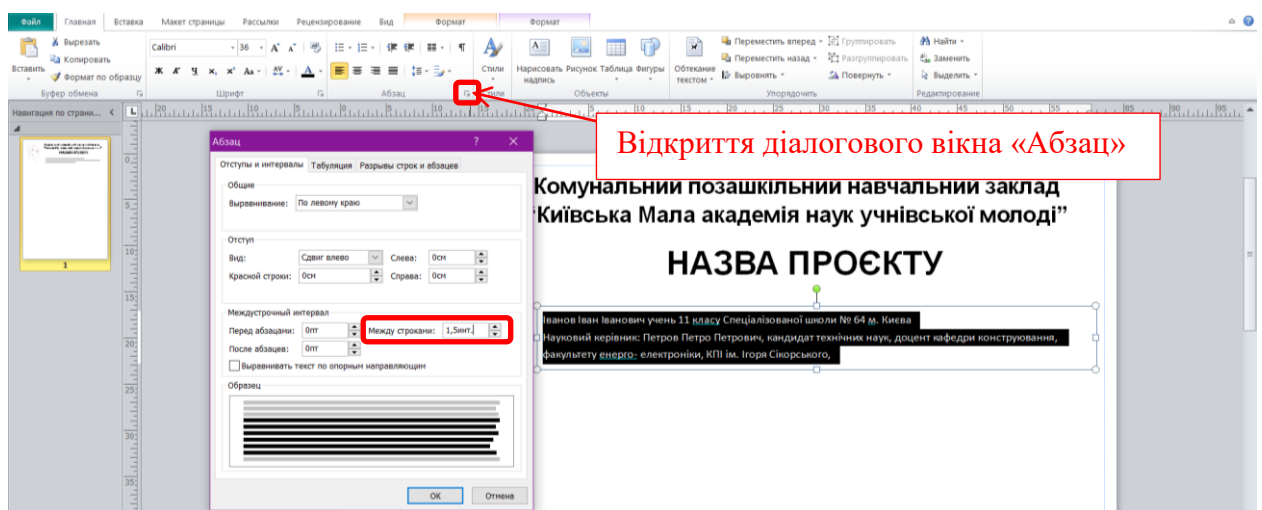 Файл Главная Вставка Макет страницы Рассылки Рецензирование Вид Формат Формат
Вставить
Вырезать
Копировать
Формат по образцу
Буфер обмена
Calibri 36
Ж К Ч
Шрифт
Абзац
Стили
Стили
Нарисовать надпись Рисунок Таблица Фигуры
Объекты
Обтекание текстом
Переместить вперед
Переместить назад
Выровнять
Группировать
Разгруппировать
Повернуть
Упорядочить
Найти
Заменить
Выделить
Редактирование
Навигация по страни...
1
Відкриття діалогового вікна «Абзац»
Абзац
Отступы и интервалы Табуляция Разрывы строк и абзацев
Общие
Выравнивание: По левому краю
Отступ
Вид: Сдвиг влево Слева: 0см
Красной строки: 0см Справа: 0см
Междустрочный интервал
Перед абзацами: 0пт Между строками: 1,5инт.
После абзацев: 0пт
Выравнивать текст по опорным направляющим
Образец
ОК Отмена
Комунальний позашкільний навчальний заклад
“Київська Мала академія наук учнівської молоді”
НАЗВА ПРОЄКТУ
Іванов Іван Іванович учень 11 класу Спеціалізованої школи № 64 м. Києва
Науковий керівник: Петров Петро Петрович, кандидат технічних наук, доцент кафедри конструювання,
факультету енерго- електроніки, КПІ ім. Ігоря Сікорського,